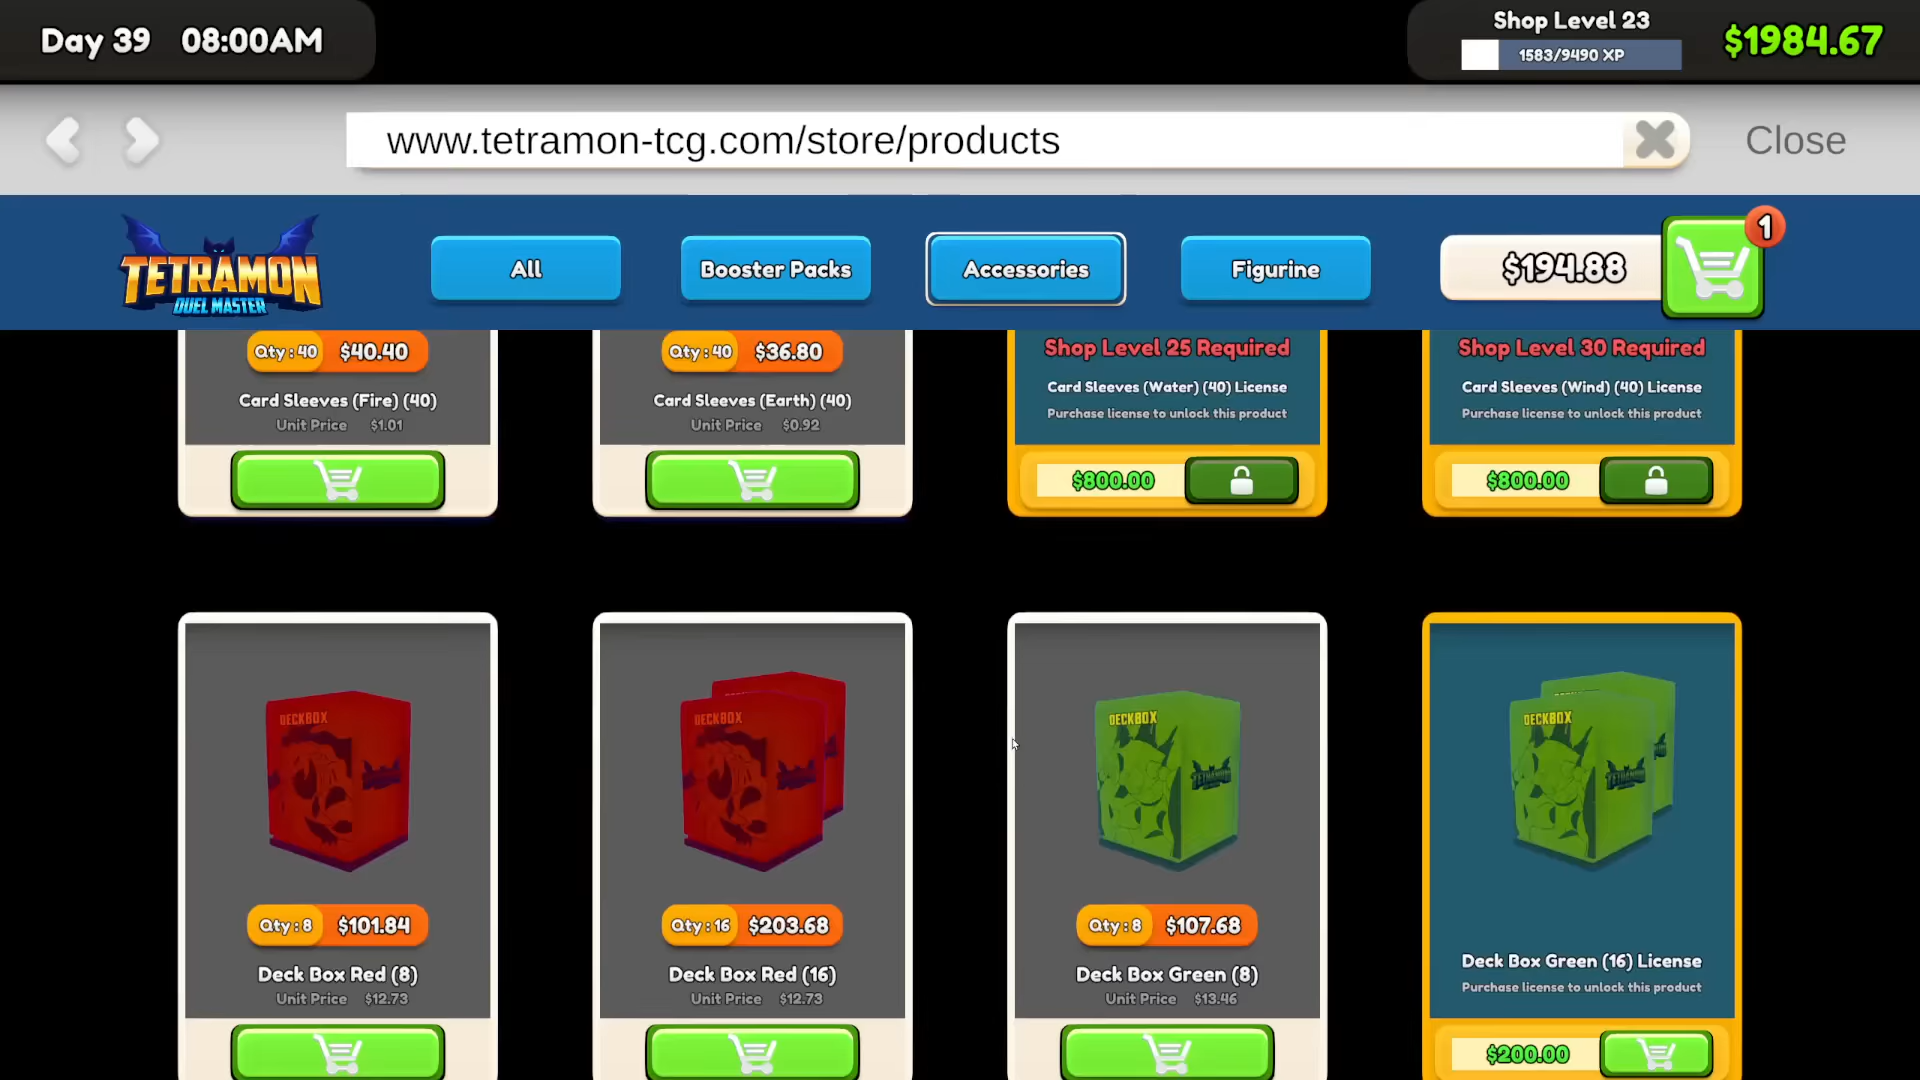 Day 39 08:00AM
Shop Level 23
1583/9490 XP
$1984.67
www.tetramon-tcg.com/store/products
Close
TETRAMON
DUEL MASTER
All
Booster Packs
Accessories
Figurine
$194.88
1
Qty : 40 $40.40
Card Sleeves (Fire) (40)
Unit Price $1.01
Qty : 40 $36.80
Card Sleeves (Earth) (40)
Unit Price $0.92
Shop Level 25 Required
Card Sleeves (Water) (40) License
Purchase license to unlock this product
$800.00
Shop Level 30 Required
Card Sleeves (Wind) (40) License
Purchase license to unlock this product
$800.00
DECKBOX
Qty : 8 $101.84
Deck Box Red (8)
Unit Price $12.73
DECKBOX
Qty : 16 $203.68
Deck Box Red (16)
Unit Price $12.73
DECKBOX
TETRAMON
Qty : 8 $107.68
Deck Box Green (8)
Unit Price $13.46
DECKBOX
TETRAMON
Deck Box Green (16) License
Purchase license to unlock this product
$200.00